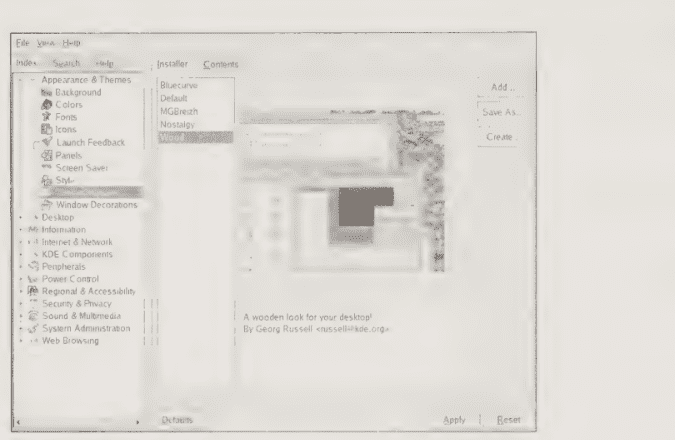 File View Help
Index Search Help
Installer Contents
Appearance & Themes
Background
Colors
Fonts
Icons
Launch Feedback
Panels
Screen Saver
Window Decorations
Desktop
Information
Internet & Network
KDE Components
Peripherals
Power Control
Regional & Accessibility
Security & Privacy
Sound & Multimedia
System Administration
Web Browsing
Bluecurve
Default
MGBreath
Nostalgy
Add...
Save As...
Create...
A wooden look for your desktop!
By Georg Russell <russell@kde.org>
Defaults
Apply
Reset